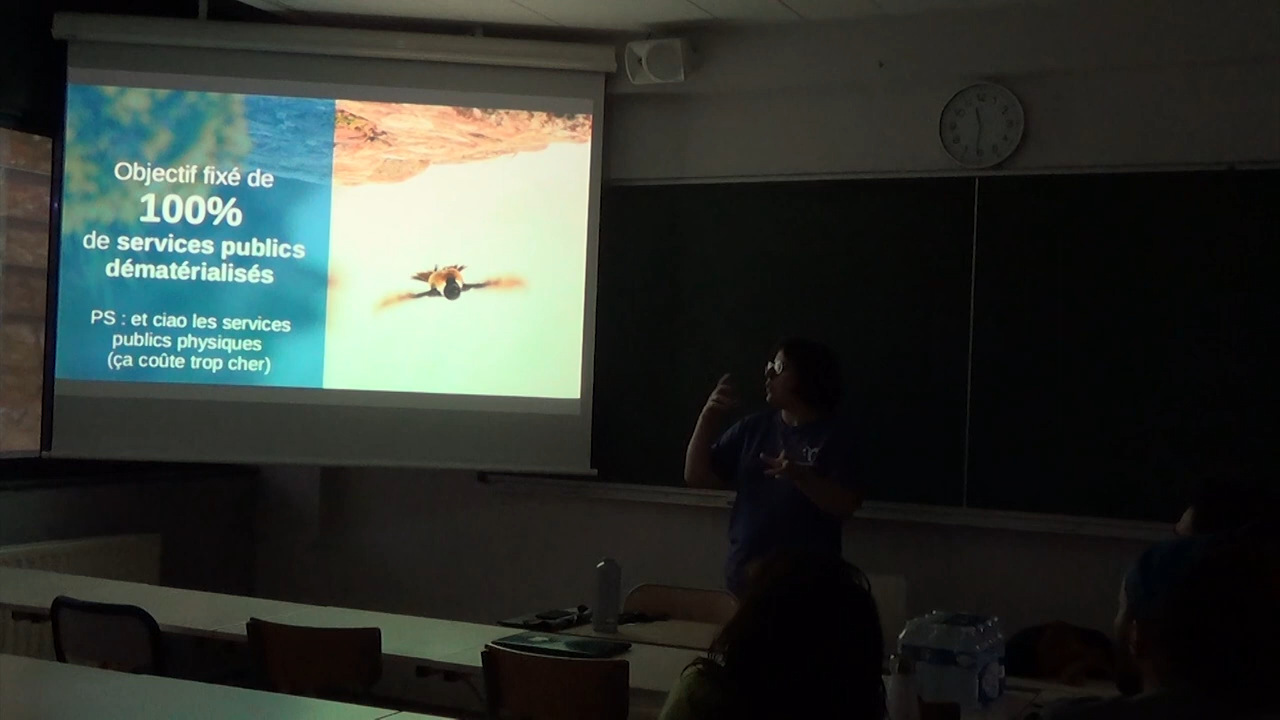 Objectif fixé de
100%
de services publics
dématérialisés
PS : et ciao les services
publics physiques
(ça coûte trop cher)